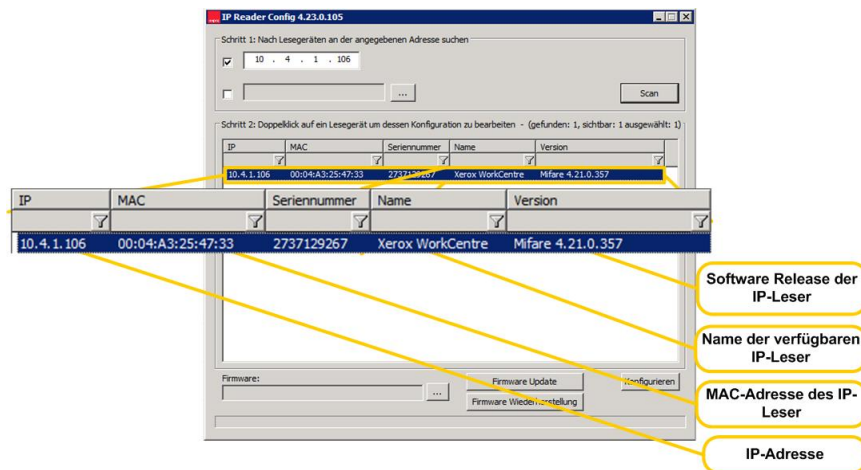 IP Reader Config 4.23.0.105
Schritt 1: Nach Lesegeräten an der angegebenen Adresse suchen
10 . 4 . 1 . 106
...
Scan
Schritt 2: Doppelklick auf ein Lesegerät um dessen Konfiguration zu bearbeiten - (gefunden: 1, sichtbar: 1 ausgewählt: 1)
IP MAC Seriennummer Name Version
10.4.1.106 00:04:A3:25:47:33 2737129267 Xerox WorkCentre Mifare 4.21.0.357
IP MAC Seriennummer Name Version
10.4.1.106 00:04:A3:25:47:33 2737129267 Xerox WorkCentre Mifare 4.21.0.357
Software Release der
IP-Leser
Name der verfügbaren
IP-Leser
MAC-Adresse des IP-
Leser
IP-Adresse
Firmware:
...
Firmware Update
Konfigurieren
Firmware Wiederherstellung